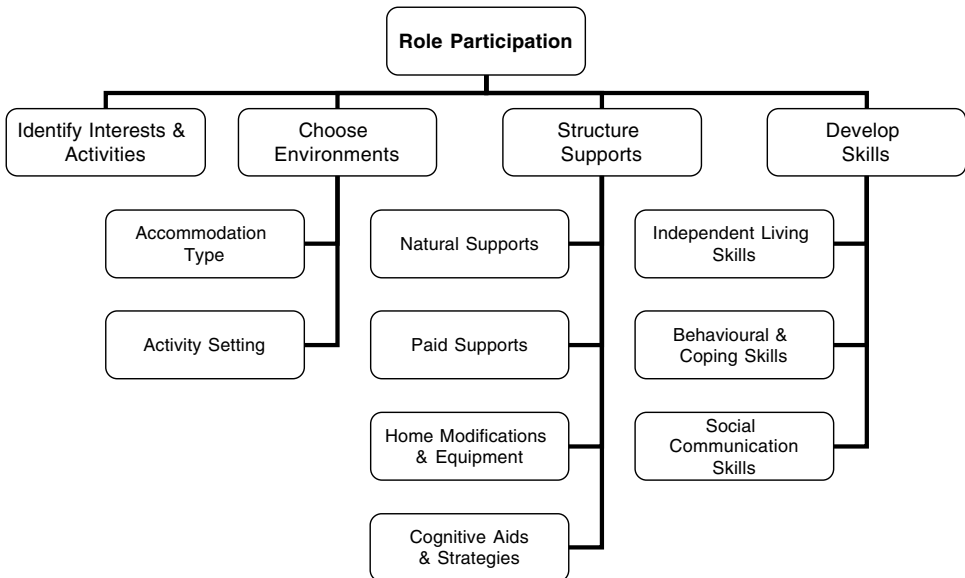 Role Participation
Identify Interests &
Activities
Choose
Environments
Structure
Supports
Develop
Skills
Accommodation
Type
Activity Setting
Natural Supports
Paid Supports
Home Modifications
& Equipment
Cognitive Aids
& Strategies
Independent Living
Skills
Behavioural &
Coping Skills
Social
Communication
Skills